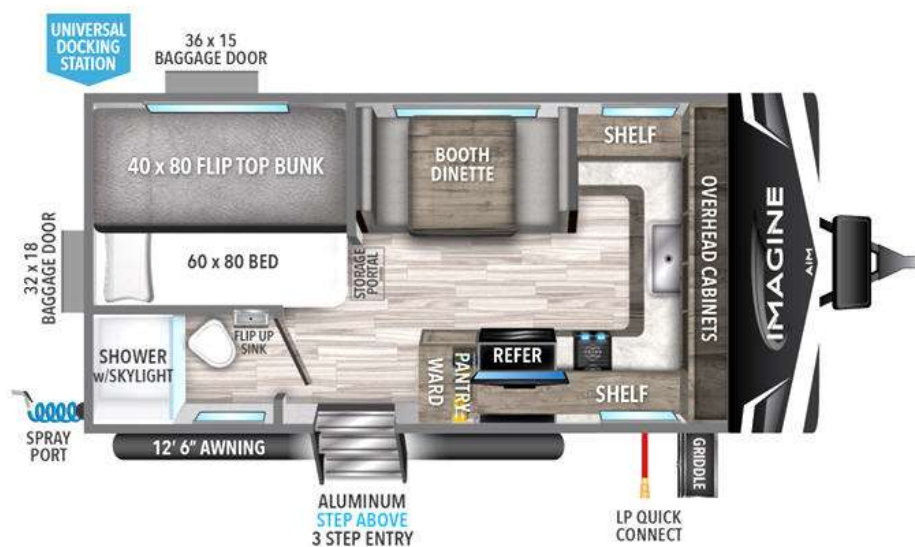 UNIVERSAL
DOCKING
STATION
36 x 15
BAGGAGE DOOR
40 x 80 FLIP TOP BUNK
BOOTH
DINETTE
SHELF
OVERHEAD CABINETS
IMAGINE
AIM
32 x 18
BAGGAGE DOOR
60 x 80 BED
STORAGE
PORTAL
SHOWER
w/SKYLIGHT
FLIP UP
SINK
PANTRY
WARD
REFER
SHELF
SPRAY
PORT
12' 6" AWNING
ALUMINUM
STEP ABOVE
3 STEP ENTRY
LP QUICK
CONNECT
GRIDDLE